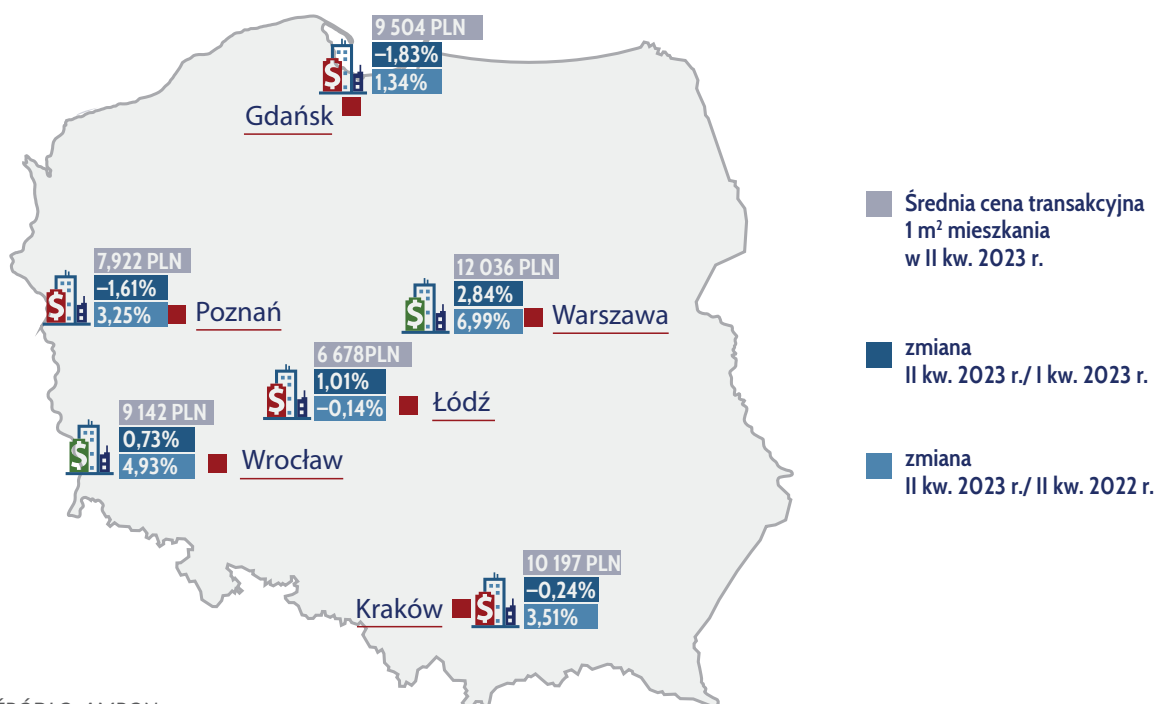 9 504 PLN
–1,83%
1,34%
Gdańsk
7,922 PLN
–1,61%
3,25%
Poznań
12 036 PLN
2,84%
6,99%
Warszawa
6 678PLN
1,01%
–0,14%
Łódź
9 142 PLN
0,73%
4,93%
Wrocław
10 197 PLN
–0,24%
3,51%
Kraków
Średnia cena transakcyjna
1 m² mieszkania
w II kw. 2023 r.
zmiana
II kw. 2023 r./ I kw. 2023 r.
zmiana
II kw. 2023 r./ II kw. 2022 r.